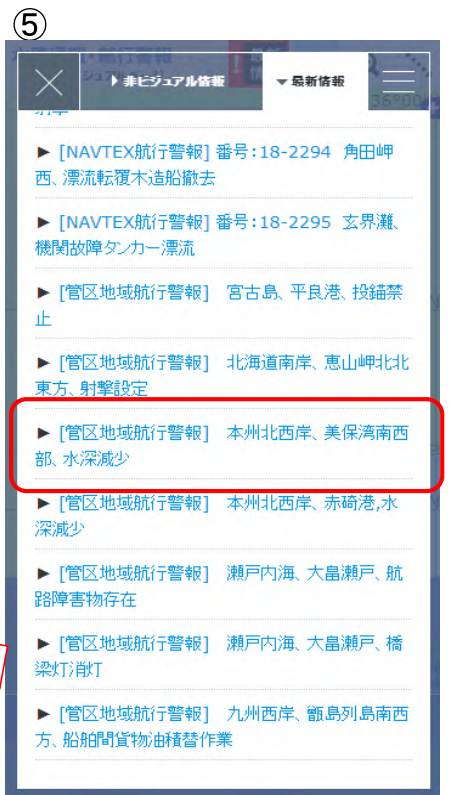 ⑤
▶ 非ビジュアル情報 ▼ 最新情報
36°00
▶ [NAVTEX航行警報] 番号:18-2294 角田岬
西、漂流転覆木造船撤去
▶ [NAVTEX航行警報] 番号:18-2295 玄界灘、
機関故障タンカー漂流
▶ [管区地域航行警報] 宮古島、平良港、投錨禁
止
▶ [管区地域航行警報] 北海道南岸、恵山岬北北
東方、射撃設定
▶ [管区地域航行警報] 本州北西岸、美保湾南西
部、水深減少
▶ [管区地域航行警報] 本州北西岸、赤碕港,水
深減少
▶ [管区地域航行警報] 瀬戸内海、大畠瀬戸、航
路障害物存在
▶ [管区地域航行警報] 瀬戸内海、大畠瀬戸、橋
梁灯消灯
▶ [管区地域航行警報] 九州西岸、甑島列島南西
方、船舶間貨物油積替作業